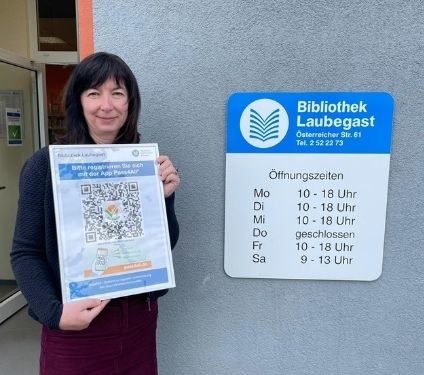 Bibliothek
Laubegast
Österreicher Str. 61
Tel. 2 52 22 73
Öffnungszeiten
Mo 10 - 18 Uhr
Di 10 - 18 Uhr
Mi 10 - 18 Uhr
Do geschlossen
Fr 10 - 18 Uhr
Sa 9 - 13 Uhr
Bibliothek Laubegast
Bitte registrieren Sie sich
mit der App Pass4All